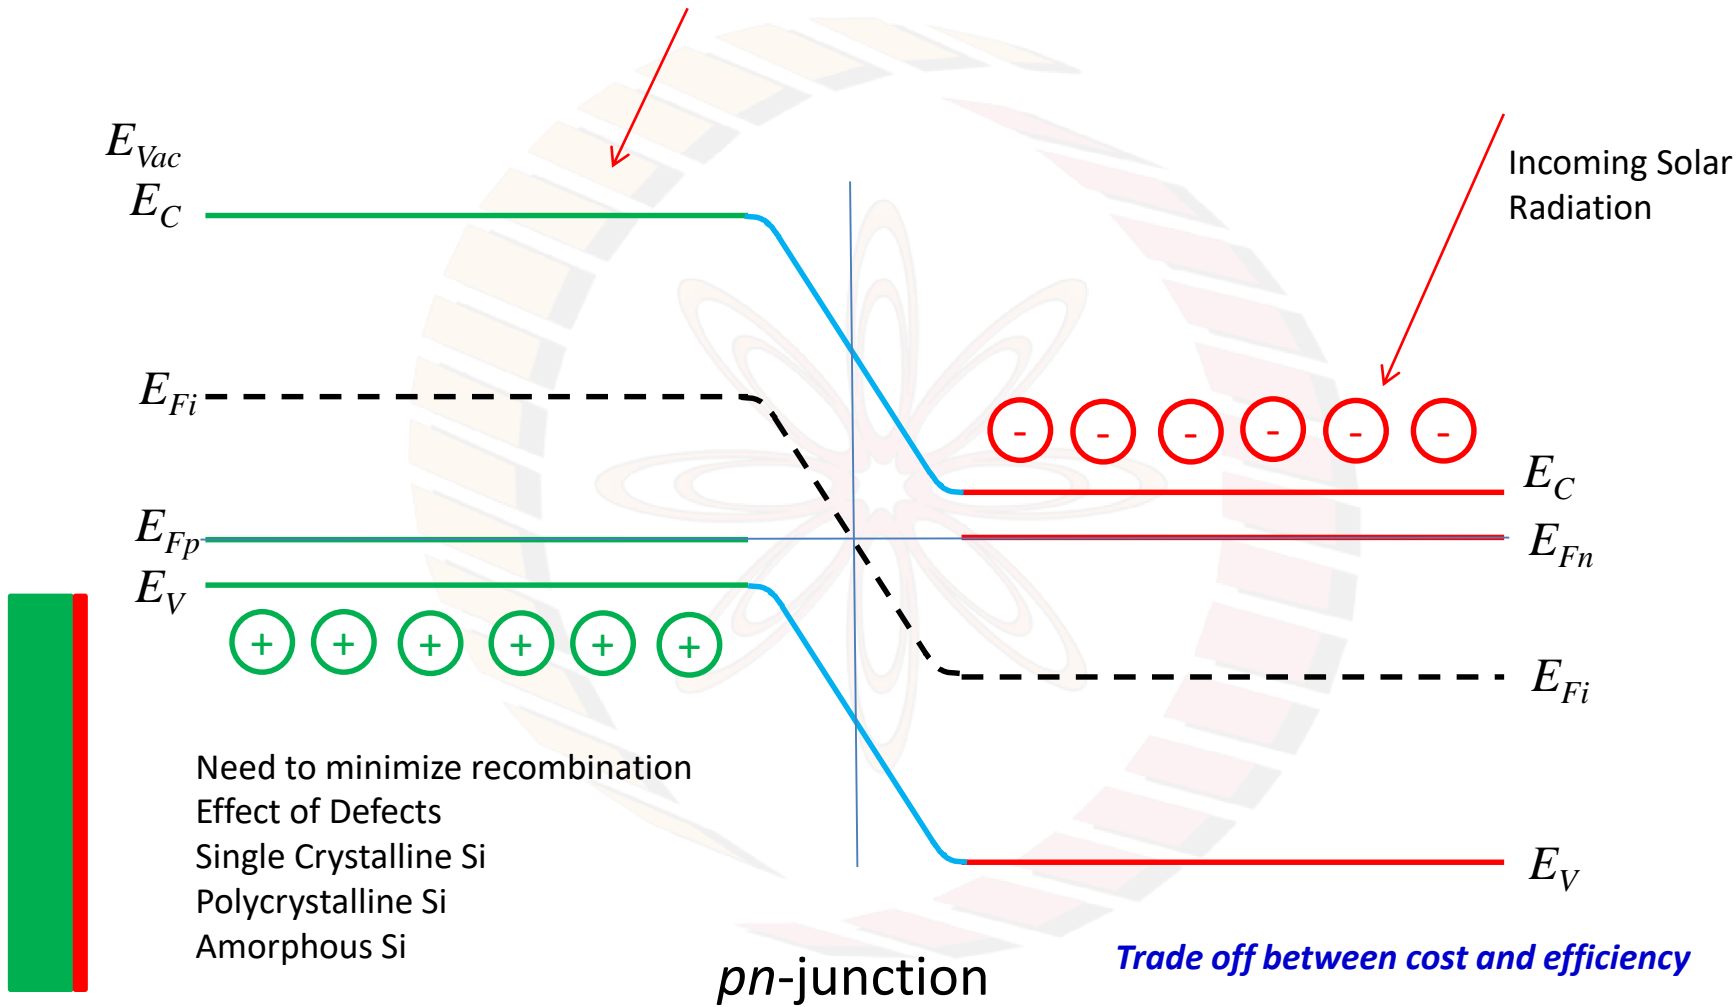 E_Vac
E_C
Incoming Solar
Radiation
E_Fi
- - - - - -
E_C
E_Fp
E_Fn
E_V
+ + + + + +
E_Fi
Need to minimize recombination
Effect of Defects
Single Crystalline Si
Polycrystalline Si
Amorphous Si
E_V
Trade off between cost and efficiency
pn-junction